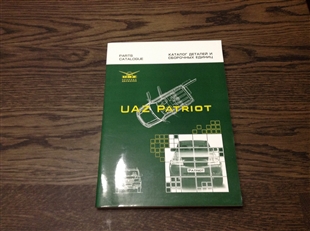 PARTS
CATALOGUE
КАТАЛОГ ДЕТАЛЕЙ И
СБОРОЧНЫХ ЕДИНИЦ
UAZ PATRIOT